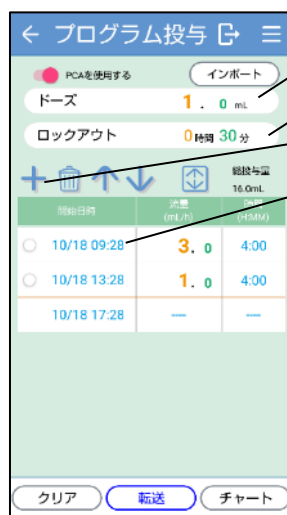 プログラム投与
PCAを使用する インポート
ドーズ 1.0 mL
ロックアウト 0時間 30分
総投与量
16.0mL
開始日時 流量 (mL/h) 時間 (H:MM)
10/18 09:28 3.0 4:00
10/18 13:28 1.0 4:00
10/18 17:28 ---- ----
クリア 転送 チャート